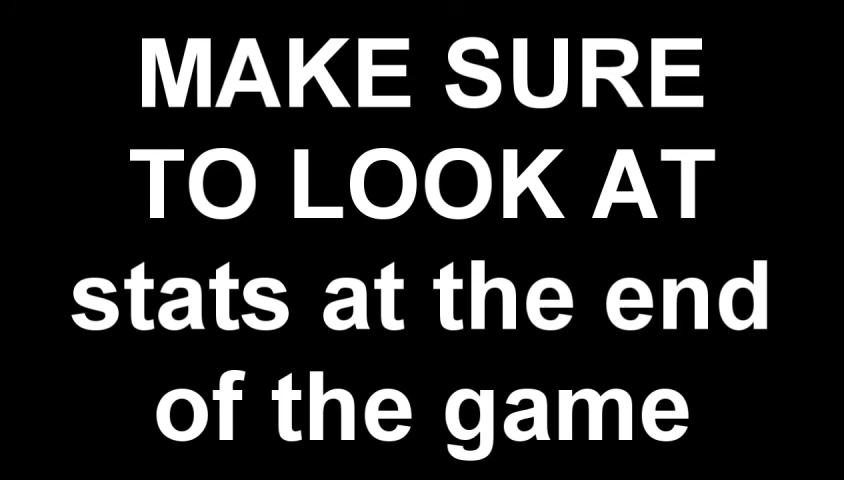 MAKE SURE
TO LOOK AT
stats at the end
of the game